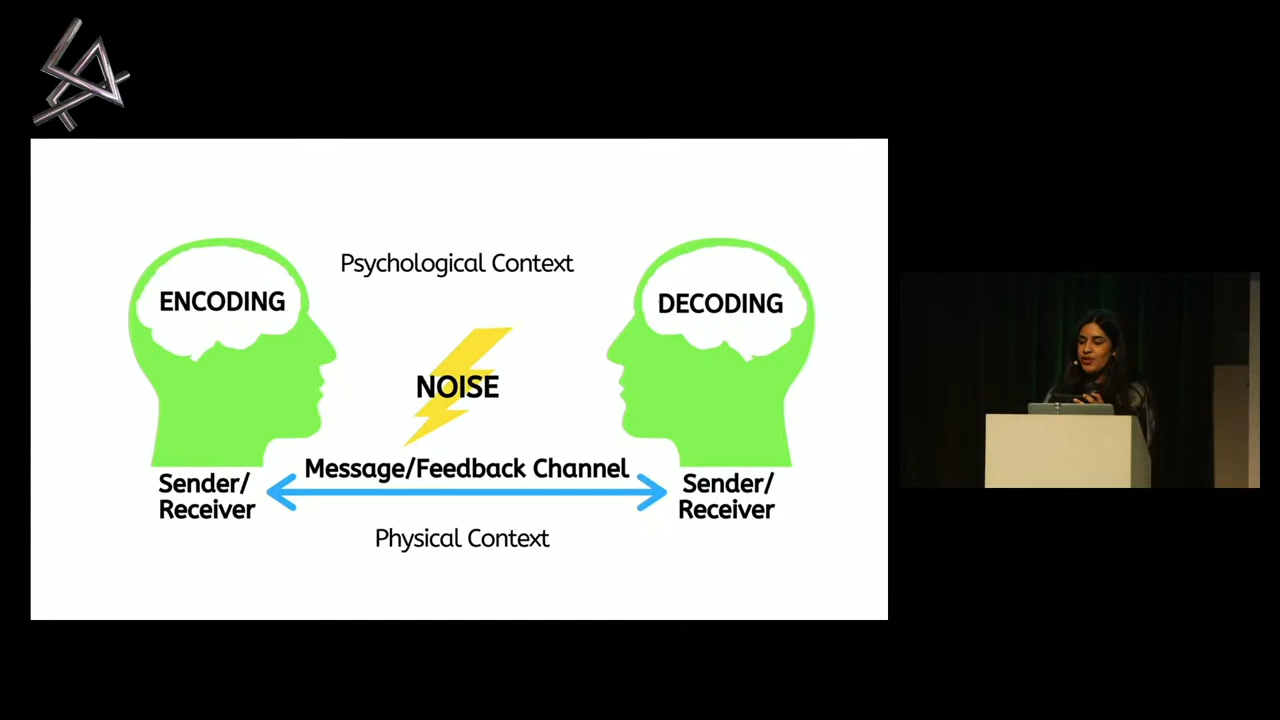 Psychological Context
ENCODING
DECODING
NOISE
Message/Feedback Channel
Sender/
Receiver
Sender/
Receiver
Physical Context